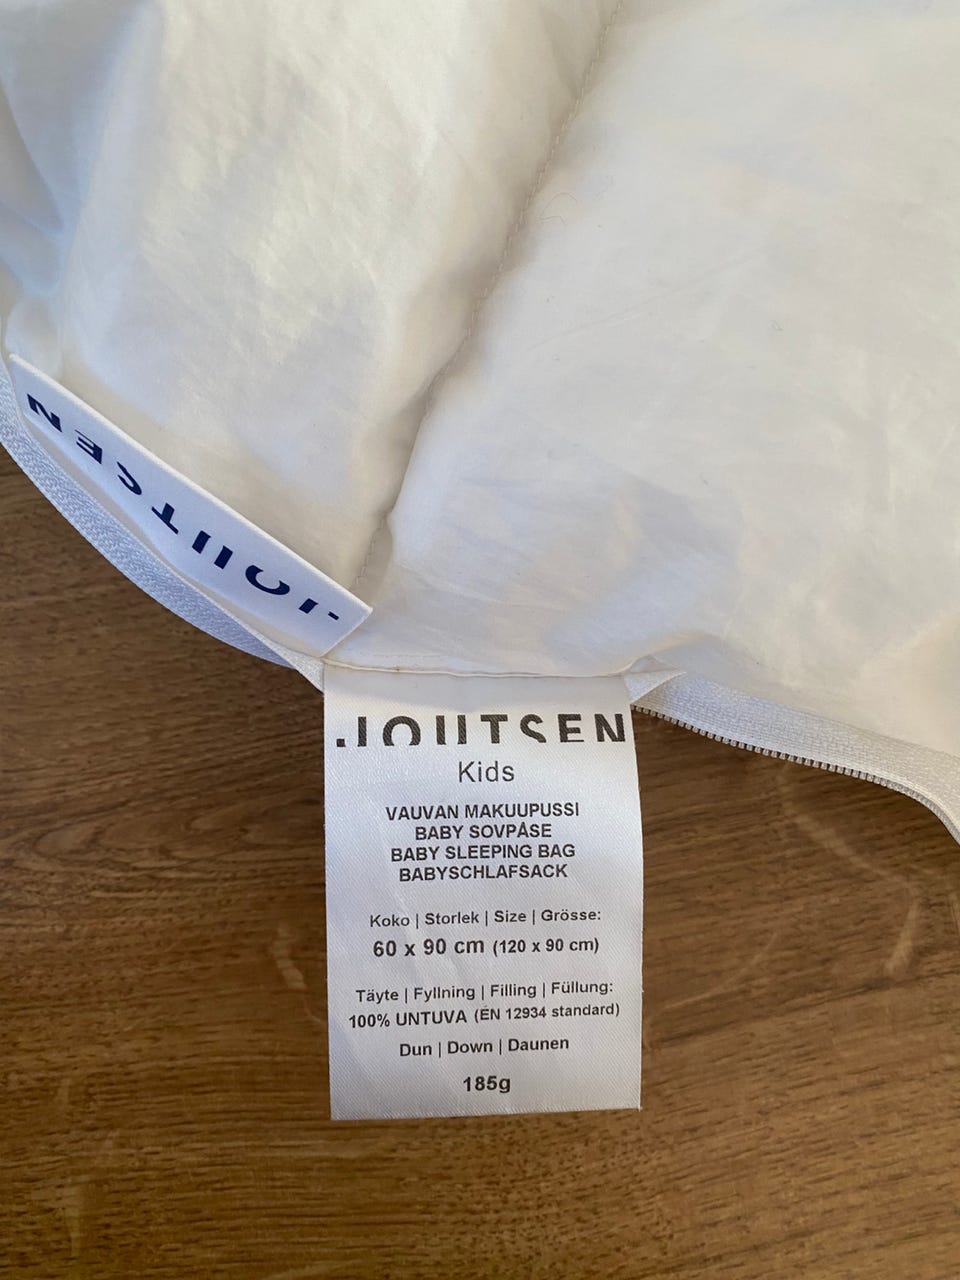 JOUTSEN
JOUTSEN
Kids
VAUVAN MAKUUPUSSI
BABY SOVPÅSE
BABY SLEEPING BAG
BABYSCHLAFSACK
Koko | Storlek | Size | Grösse:
60 x 90 cm (120 x 90 cm)
Täyte | Fyllning | Filling | Füllung:
100% UNTUVA (ÉN 12934 standard)
Dun | Down | Daunen
185g